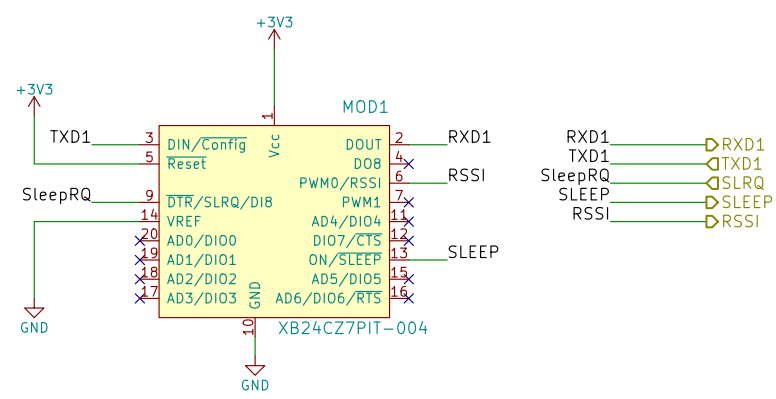 +3V3
+3V3
MOD1
1
Vcc
TXD1 3 DIN/Config
DOUT 2 RXD1
5 Reset
DO8 4
PWM0/RSSI 6 RSSI
SleepRQ 9 DTR/SLRQ/DI8
PWM1 7
14 VREF
AD4/DIO4 11
20 AD0/DIO0
DIO7/CTS 12
19 AD1/DIO1
ON/SLEEP 13 SLEEP
18 AD2/DIO2
AD5/DIO5 15
17 AD3/DIO3
AD6/DIO6/RTS 16
GND
10
XB24CZ7PIT-004
GND
GND
RXD1 RXD1
TXD1 TXD1
SleepRQ SLRQ
SLEEP SLEEP
RSSI RSSI